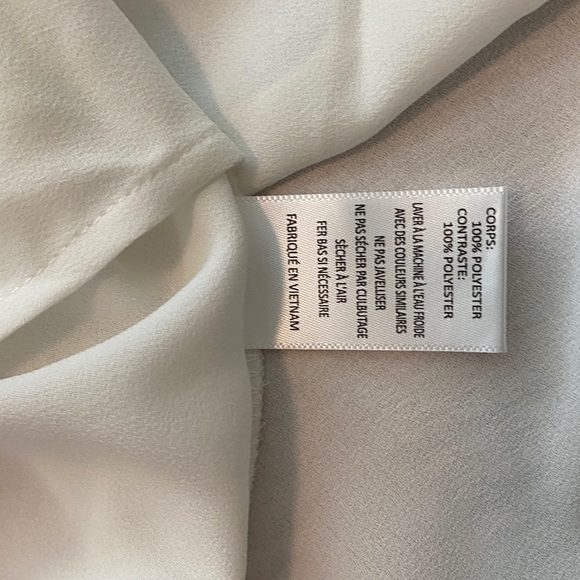 CORPS:
100% POLYESTER
CONTRASTE:
100% POLYESTER
LAVER À LA MACHINE À L'EAU FROIDE
AVEC DES COULEURS SIMILAIRES
NE PAS JAVELLISER
NE PAS SÉCHER PAR CULBUTAGE
SÉCHER À L'AIR
FER BAS SI NÉCESSAIRE
FABRIQUÉ EN VIETNAM